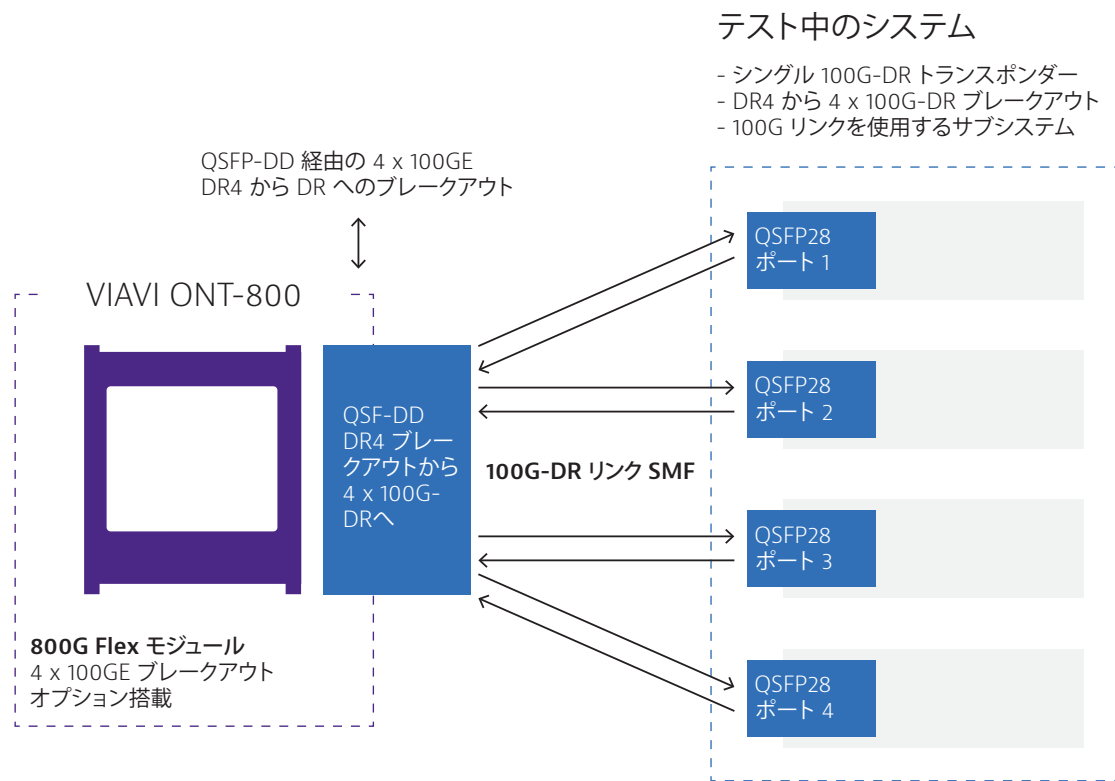 テスト中のシステム
- シングル 100G-DR トランスポンダー
- DR4 から 4 x 100G-DR ブレークアウト
- 100G リンクを使用するサブシステム
QSFP-DD 経由の 4 x 100GE
DR4 から DR へのブレークアウト
VIAVI ONT-800
QSF-DD
DR4 ブレー
クアウトから
4 x 100G-
DRへ
800G Flex モジュール
4 x 100GE ブレークアウト
オプション搭載
100G-DR リンク SMF
QSFP28
ポート 1
QSFP28
ポート 2
QSFP28
ポート 3
QSFP28
ポート 4